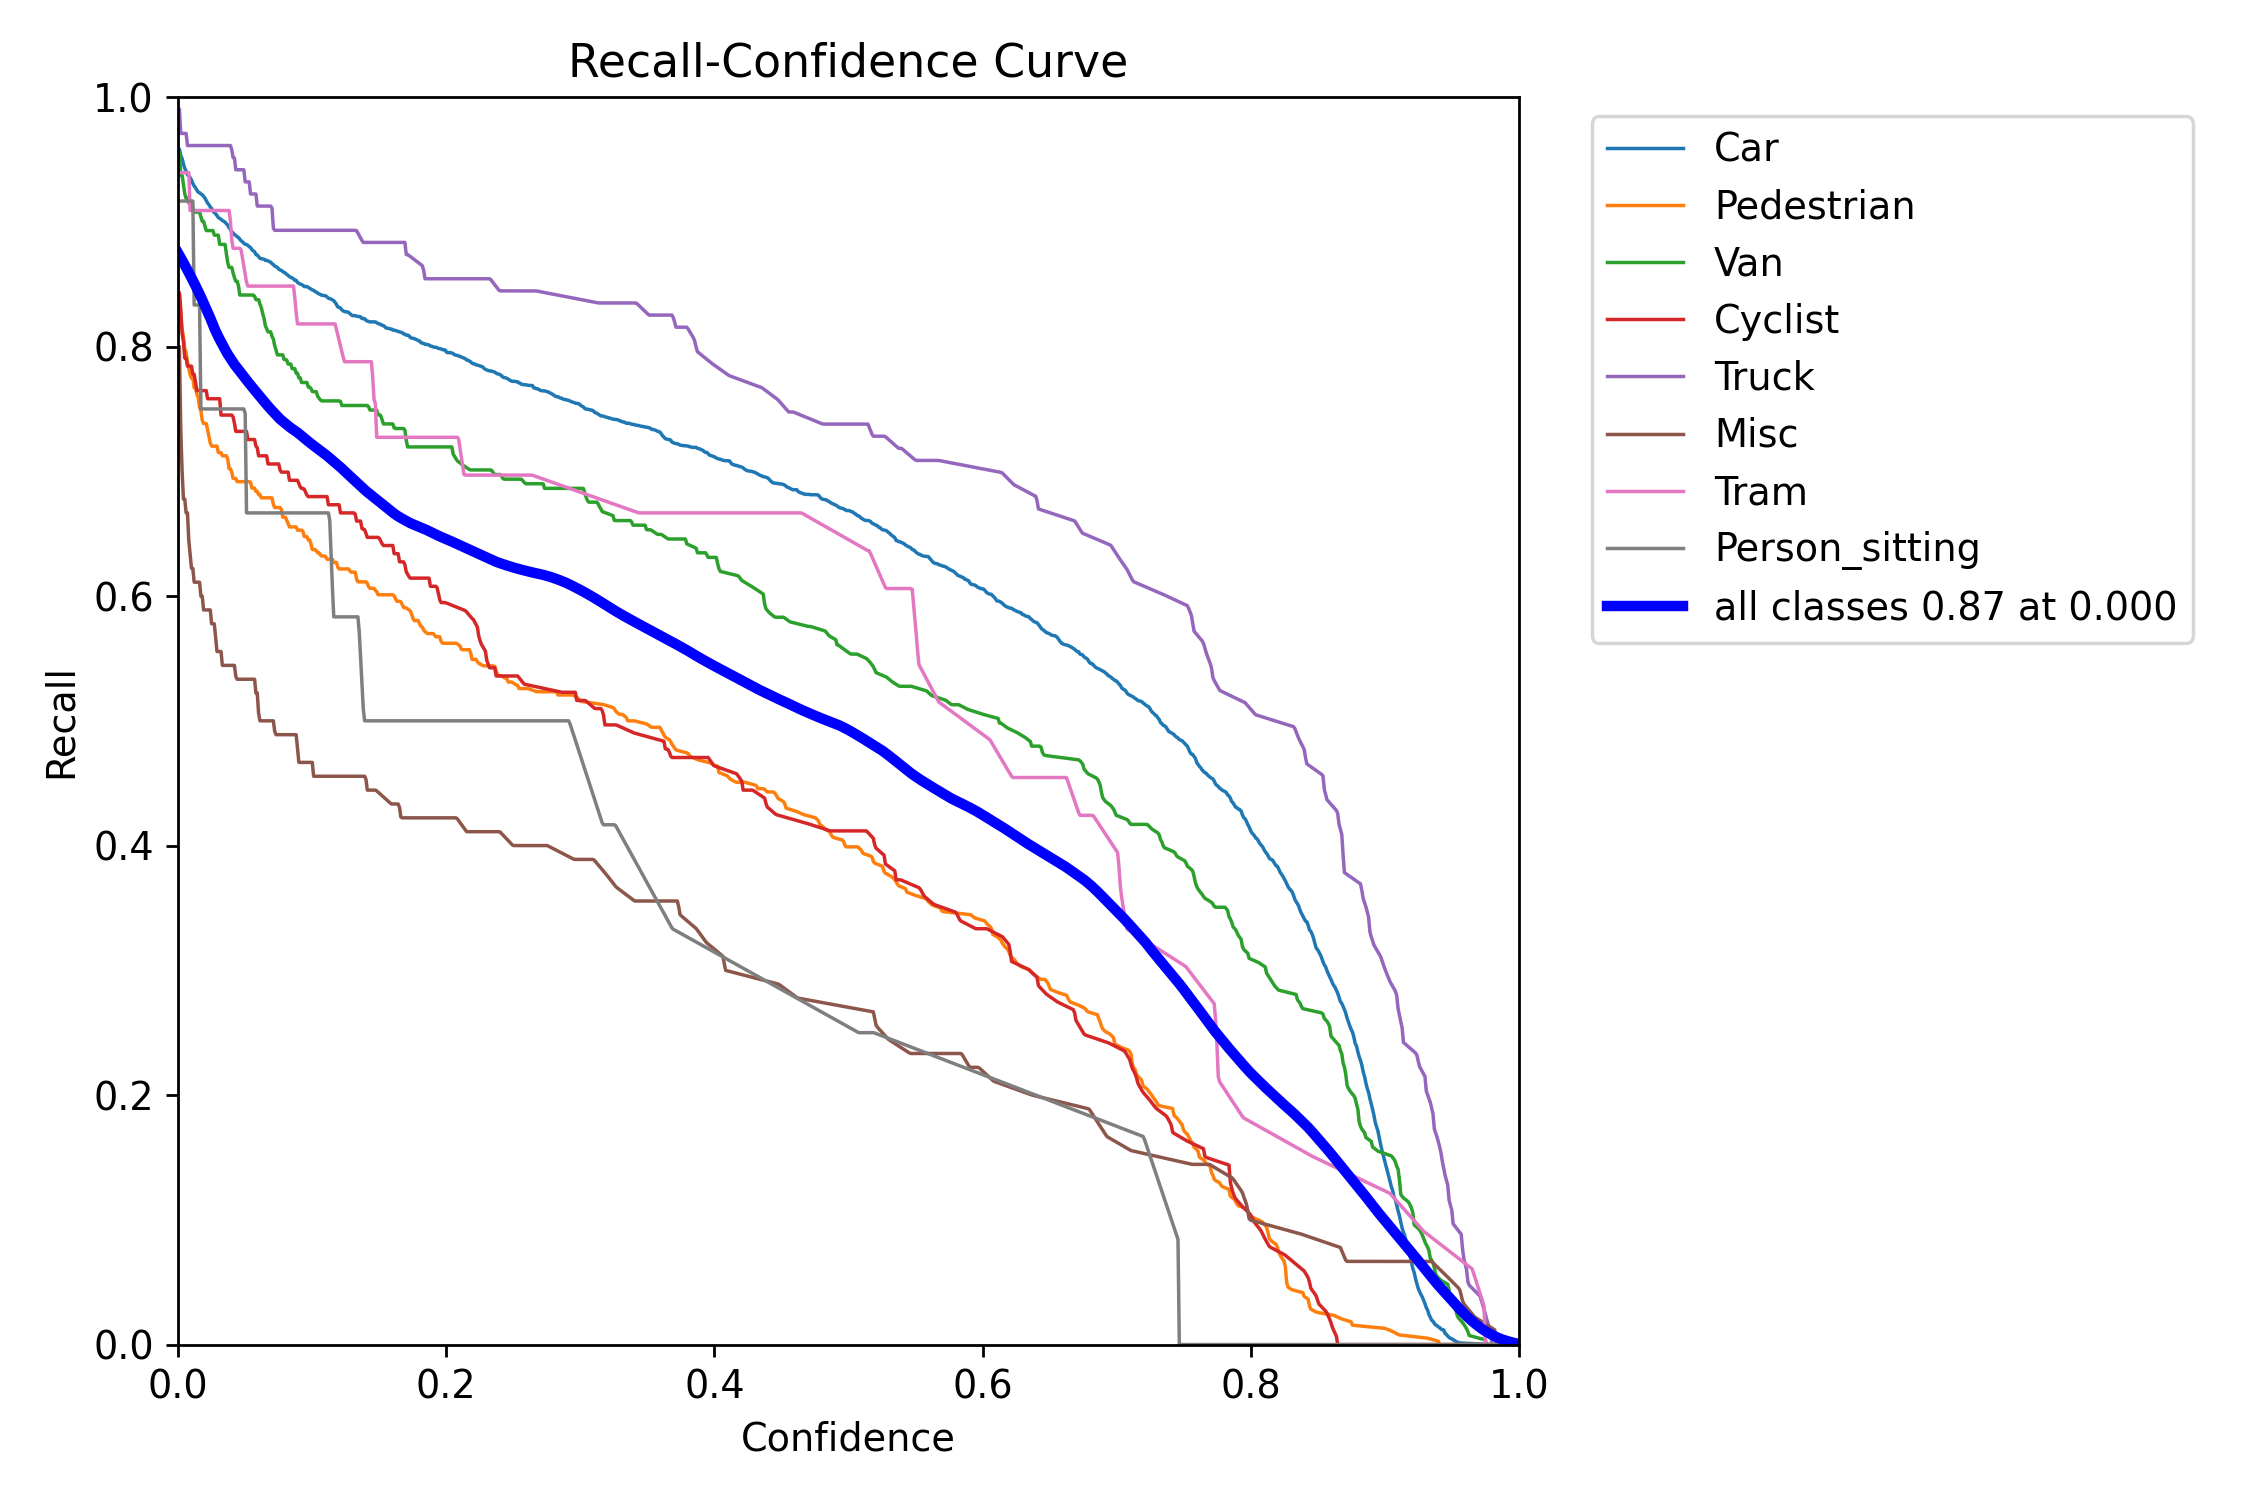 Recall-Confidence Curve
1.0
0.8
0.6
0.4
0.2
0.0
Recall
0.0 0.2 0.4 0.6 0.8 1.0
Confidence
Car
Pedestrian
Van
Cyclist
Truck
Misc
Tram
Person_sitting
all classes 0.87 at 0.000